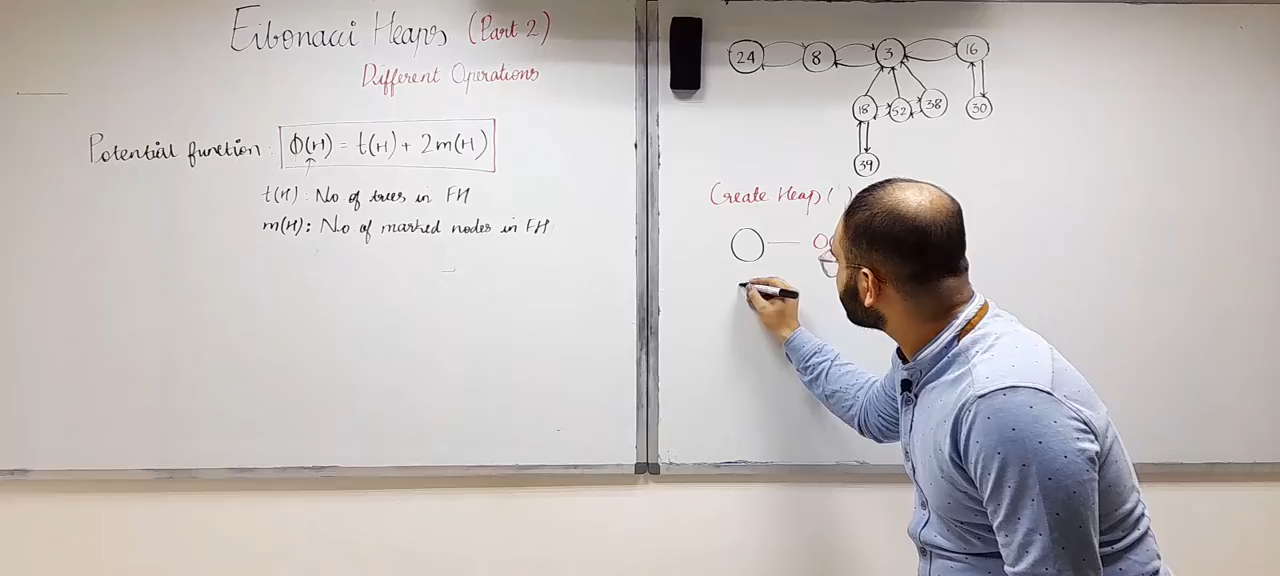 Fibonacci Heaps (Part 2)
Different Operations
Potential function: Φ(H) = t(H) + 2m(H)
t(H): No of trees in FH
m(H): No of marked nodes in FH
24 8 3 16
18 52 38 30
39
Create Heap( )